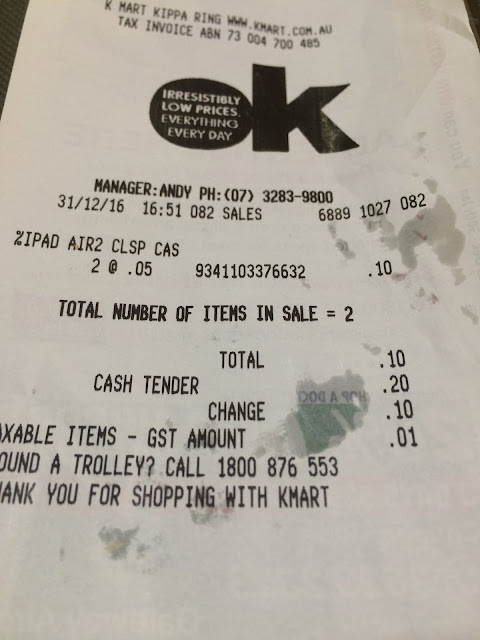 K MART KIPPA RING WWW.KMART.COM.AU
TAX INVOICE ABN 73 004 700 485
IRRESISTIBLY
LOW PRICES.
EVERYTHING
EVERY DAY
k
MANAGER:ANDY PH:(07) 3283-9800
31/12/16 16:51 082 SALES 6889 1027 082
%IPAD AIR2 CLSP CAS
2 @ .05 9341103376632 .10
TOTAL NUMBER OF ITEMS IN SALE = 2
TOTAL .10
CASH TENDER .20
CHANGE .10
AXABLE ITEMS - GST AMOUNT .01
OUND A TROLLEY? CALL 1800 876 553
HANK YOU FOR SHOPPING WITH KMART